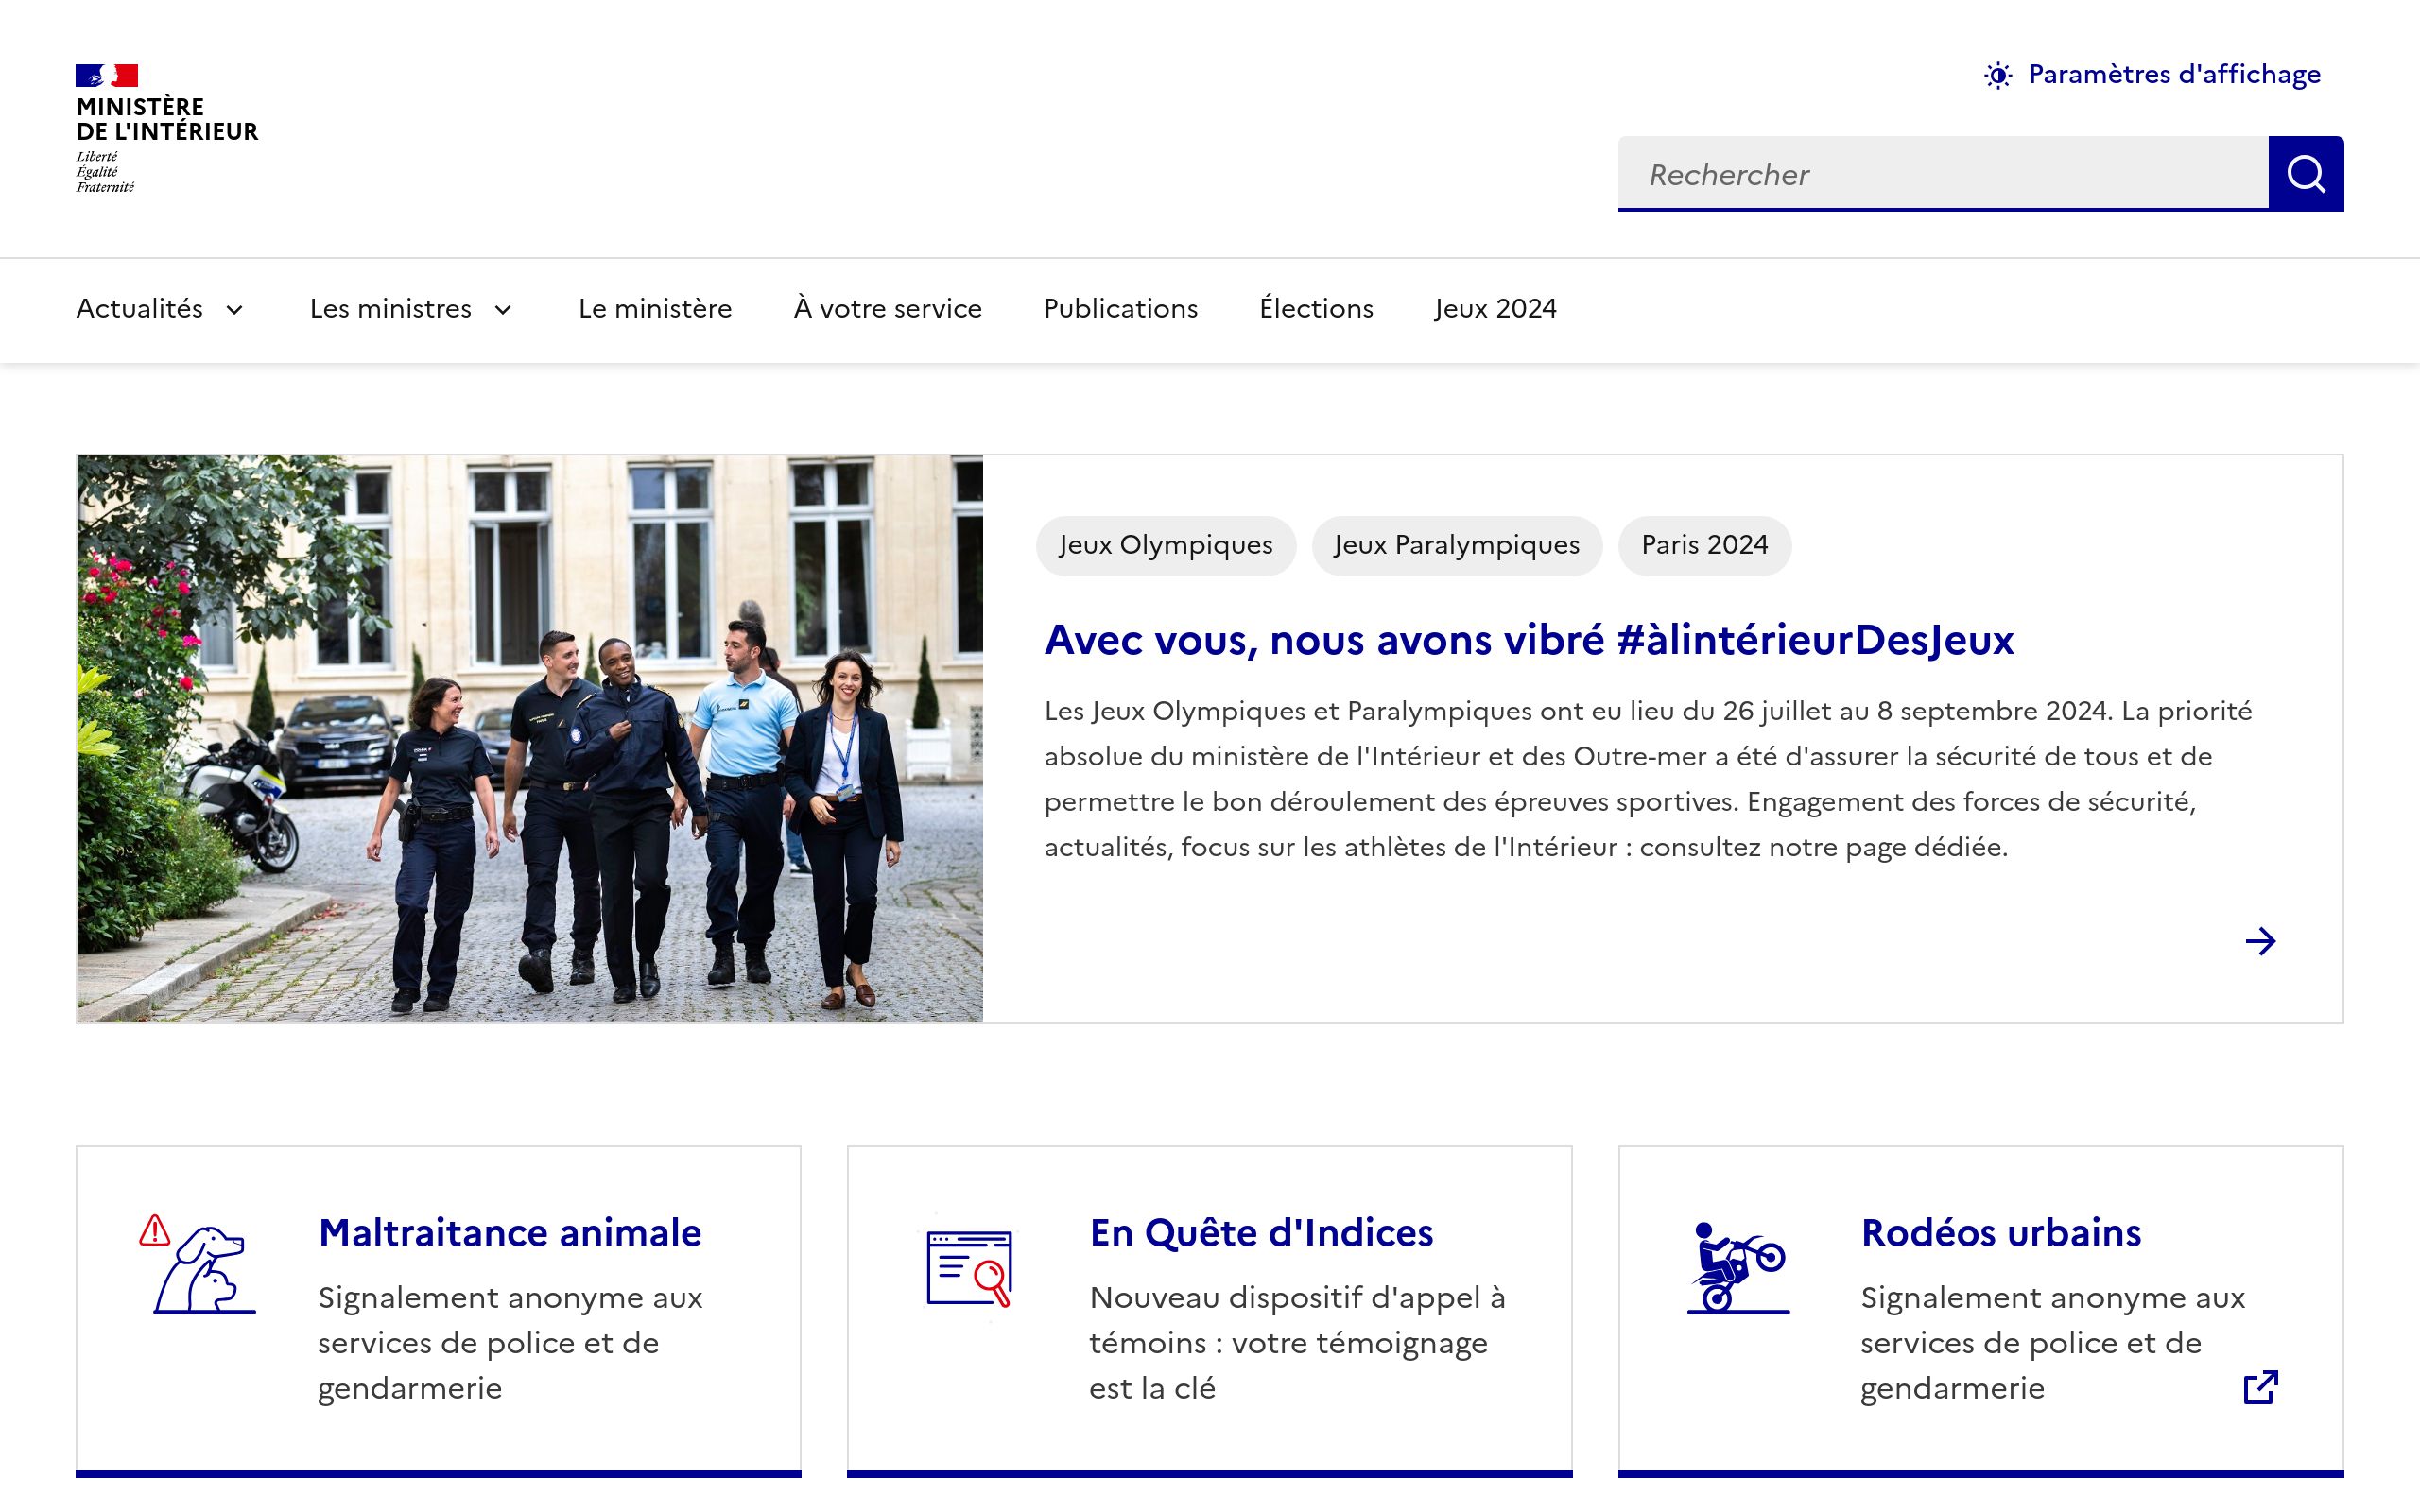 MINISTÈRE
DE L'INTÉRIEUR
Liberté
Égalité
Fraternité
Paramètres d'affichage
Rechercher
Actualités Les ministres Le ministère À votre service Publications Élections Jeux 2024
Jeux Olympiques Jeux Paralympiques Paris 2024
Avec vous, nous avons vibré #àlintérieurDesJeux
Les Jeux Olympiques et Paralympiques ont eu lieu du 26 juillet au 8 septembre 2024. La priorité
absolue du ministère de l'Intérieur et des Outre-mer a été d'assurer la sécurité de tous et de
permettre le bon déroulement des épreuves sportives. Engagement des forces de sécurité,
actualités, focus sur les athlètes de l'Intérieur : consultez notre page dédiée.
Maltraitance animale
Signalement anonyme aux
services de police et de
gendarmerie
En Quête d'Indices
Nouveau dispositif d'appel à
témoins : votre témoignage
est la clé
Rodéos urbains
Signalement anonyme aux
services de police et de
gendarmerie